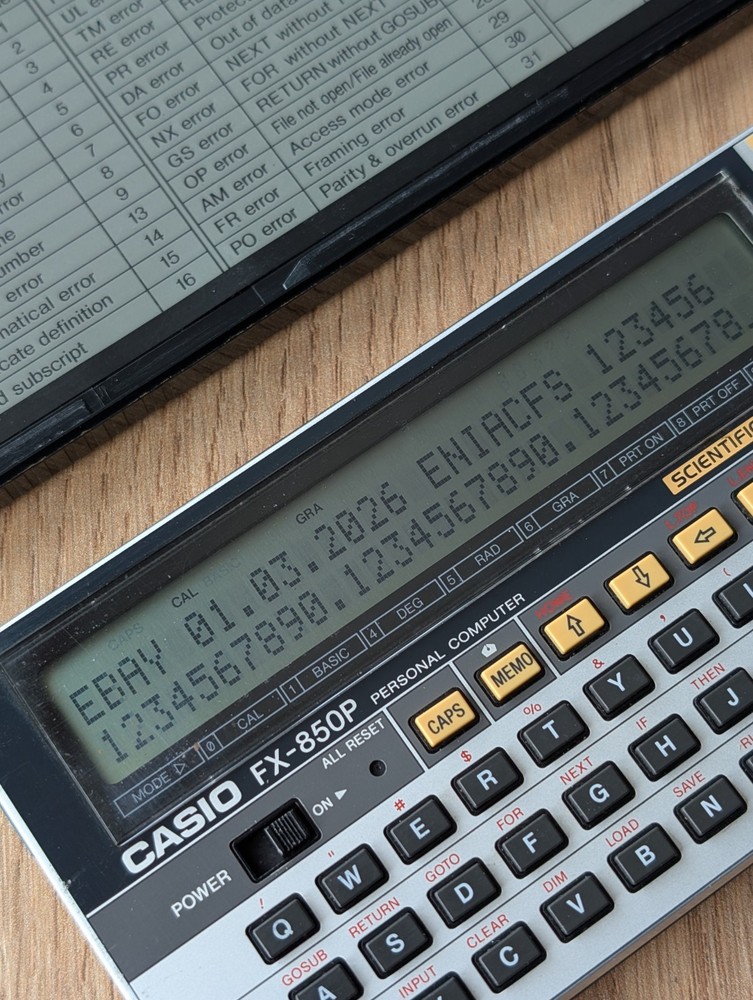 UL error
TM error
RE error
PR error
DA error Out of data
FO error NEXT without
NX error FOR without NEXT
GS error RETURN without GOSUB
OP error File not open/File already open
AM error Access mode error
FR error Framing error
PO error Parity & overrun error
2
3
4
5
6
7
8
9
13
14
15
16
29
30
31
error
definition
subscript
CAPS CAL BASIC GRA
EBAY 01.03.2026 ENIACFS 123456
1234567890.1234567890.12345678
MODE 0 CAL 1 BASIC 4 DEG 5 RAD 6 GRA 7 PRT ON 8 PRT OFF
CASIO FX-850P PERSONAL COMPUTER
SCIENTIFIC
POWER ON ALL RESET
CAPS MEMO HOME
! " # $ % & ' (
Q W E R T Y U
GOSUB RETURN GOTO FOR NEXT IF THEN
A S D F G H J
INPUT CLEAR DIM LOAD SAVE
C V B N